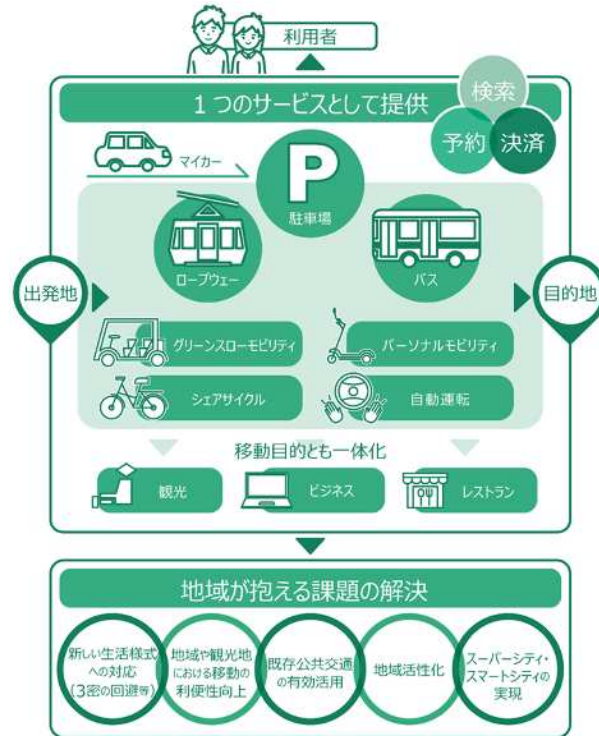 利用者
1つのサービスとして提供
検索
予約
決済
マイカー
P
駐車場
ロープウェー
バス
出発地
目的地
グリーンスローモビリティ
パーソナルモビリティ
シェアサイクル
自動運転
移動目的とも一体化
観光
ビジネス
レストラン
地域が抱える課題の解決
新しい生活様式
への対応
(3密の回避等)
地域や観光地
における移動の
利便性向上
既存公共交通
の有効活用
地域活性化
スーパーシティ・
スマートシティの
実現